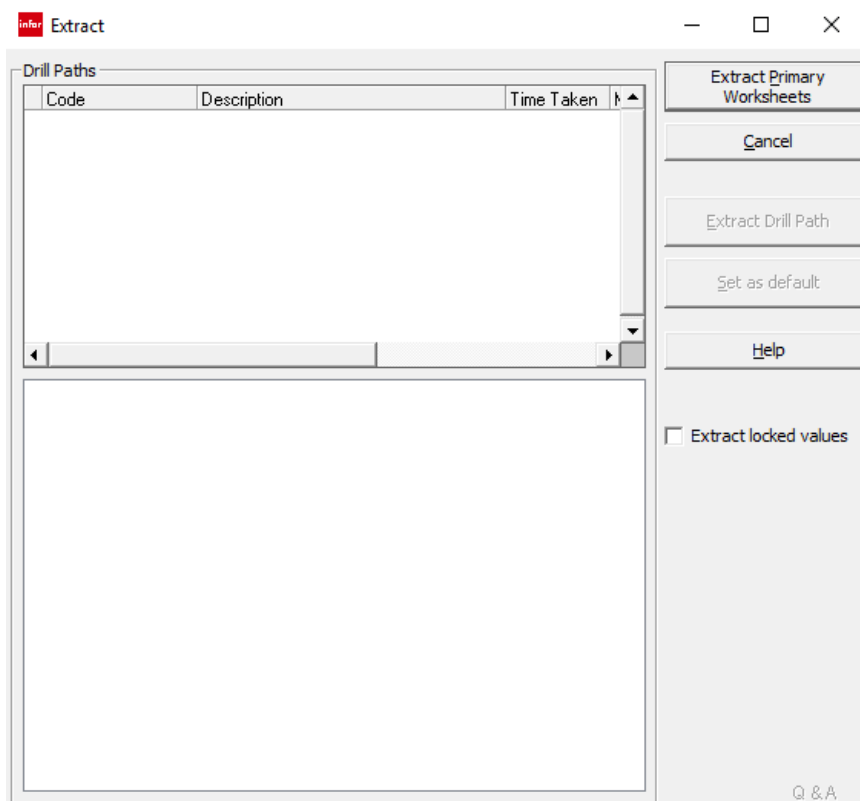 infor Extract
Drill Paths
Code Description Time Taken
Extract Primary
Worksheets
Cancel
Extract Drill Path
Set as default
Help
Extract locked values
Q & A